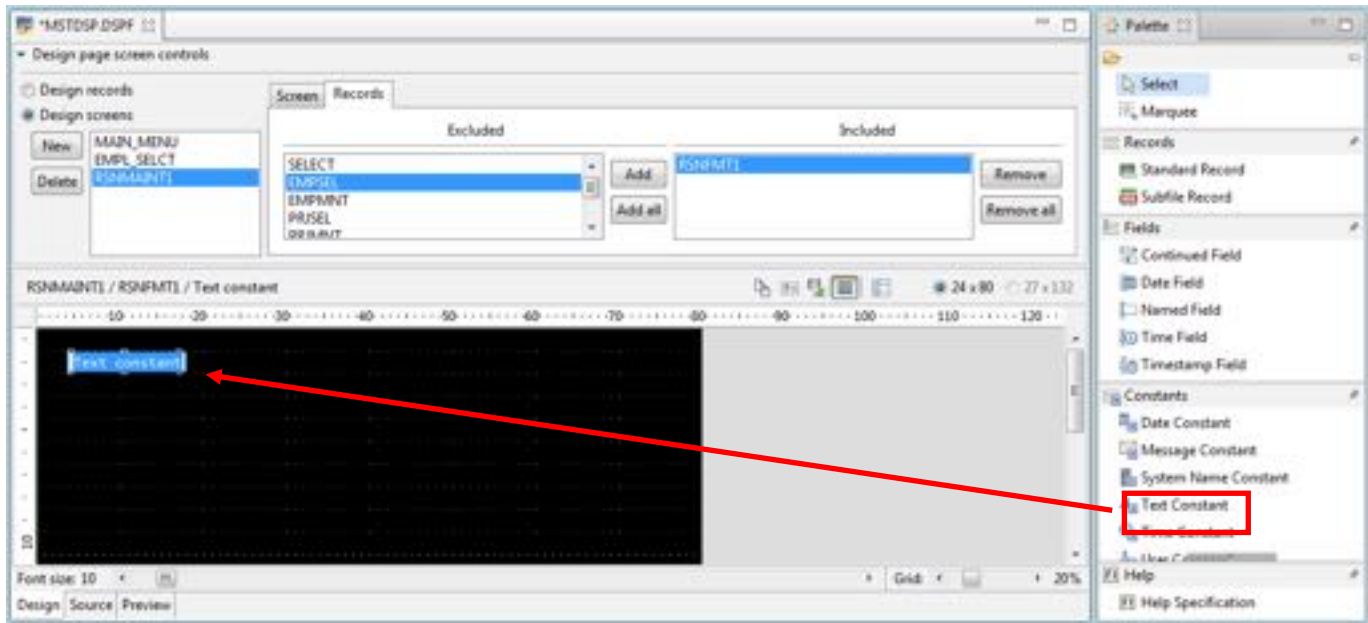 *MSTDSP.DSPF
Design page screen controls
Design records
Design screens
New
Delete
MAIN_MENU
EMPL_SELCT
RSNMAINT1
Screen
Records
Excluded
SELECT
EMPSEL
EMPMNT
PRJSEL
Add
Add all
Included
RSNFMT1
Remove
Remove all
RSNMAINT1 / RSNFMT1 / Text constant
24 x 80
27 x 132
10 20 30 40 50 60 70 80 90 100 110 120
Text constant
10
Font size: 10
Grid:
20%
Design Source Preview
Palette
Select
Marquee
Records
Standard Record
Subfile Record
Fields
Continued Field
Date Field
Named Field
Time Field
Timestamp Field
Constants
Date Constant
Message Constant
System Name Constant
Text Constant
Time Constant
Help
Help Specification